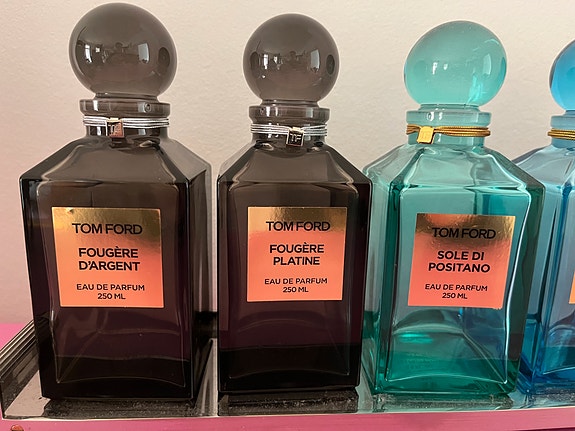 TOM FORD
FOUGÈRE
D'ARGENT
EAU DE PARFUM
250 ML
TF
TOM FORD
FOUGÈRE
PLATINE
EAU DE PARFUM
250 ML
TOM FORD
SOLE DI
POSITANO
EAU DE PARFUM
250 ML